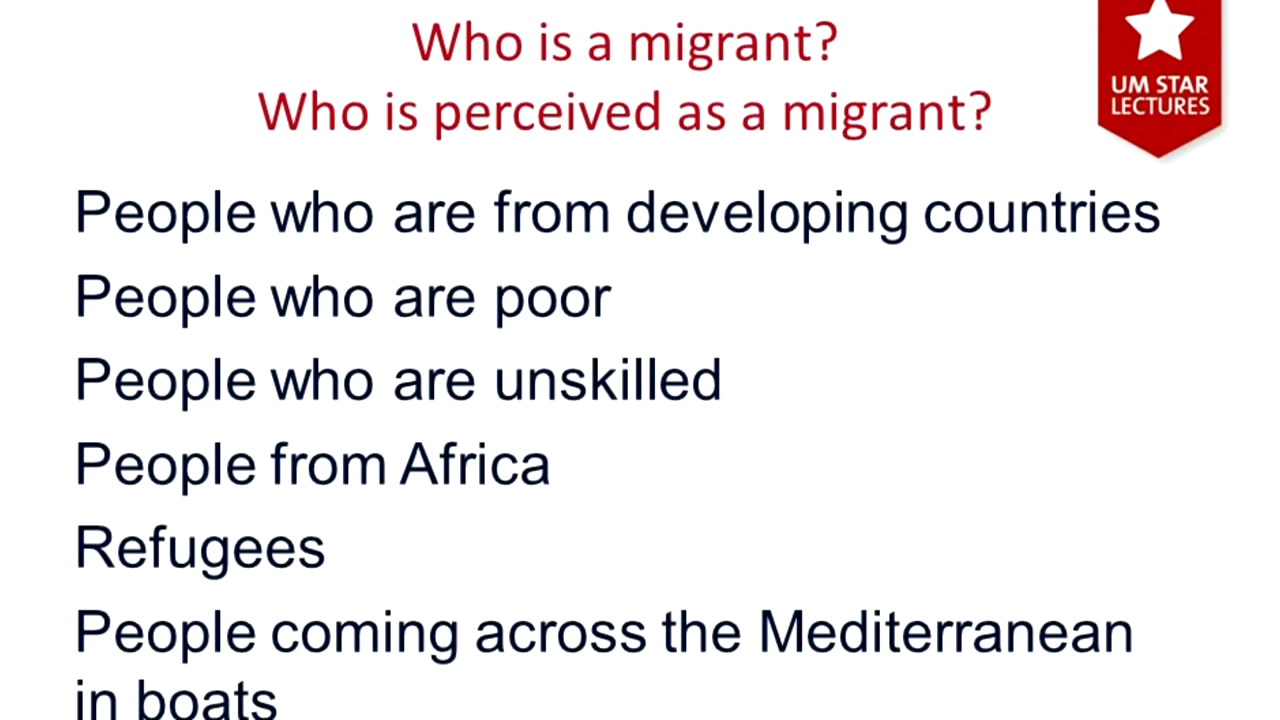 Who is a migrant?
Who is perceived as a migrant?
UM STAR
LECTURES
People who are from developing countries
People who are poor
People who are unskilled
People from Africa
Refugees
People coming across the Mediterranean
in boats